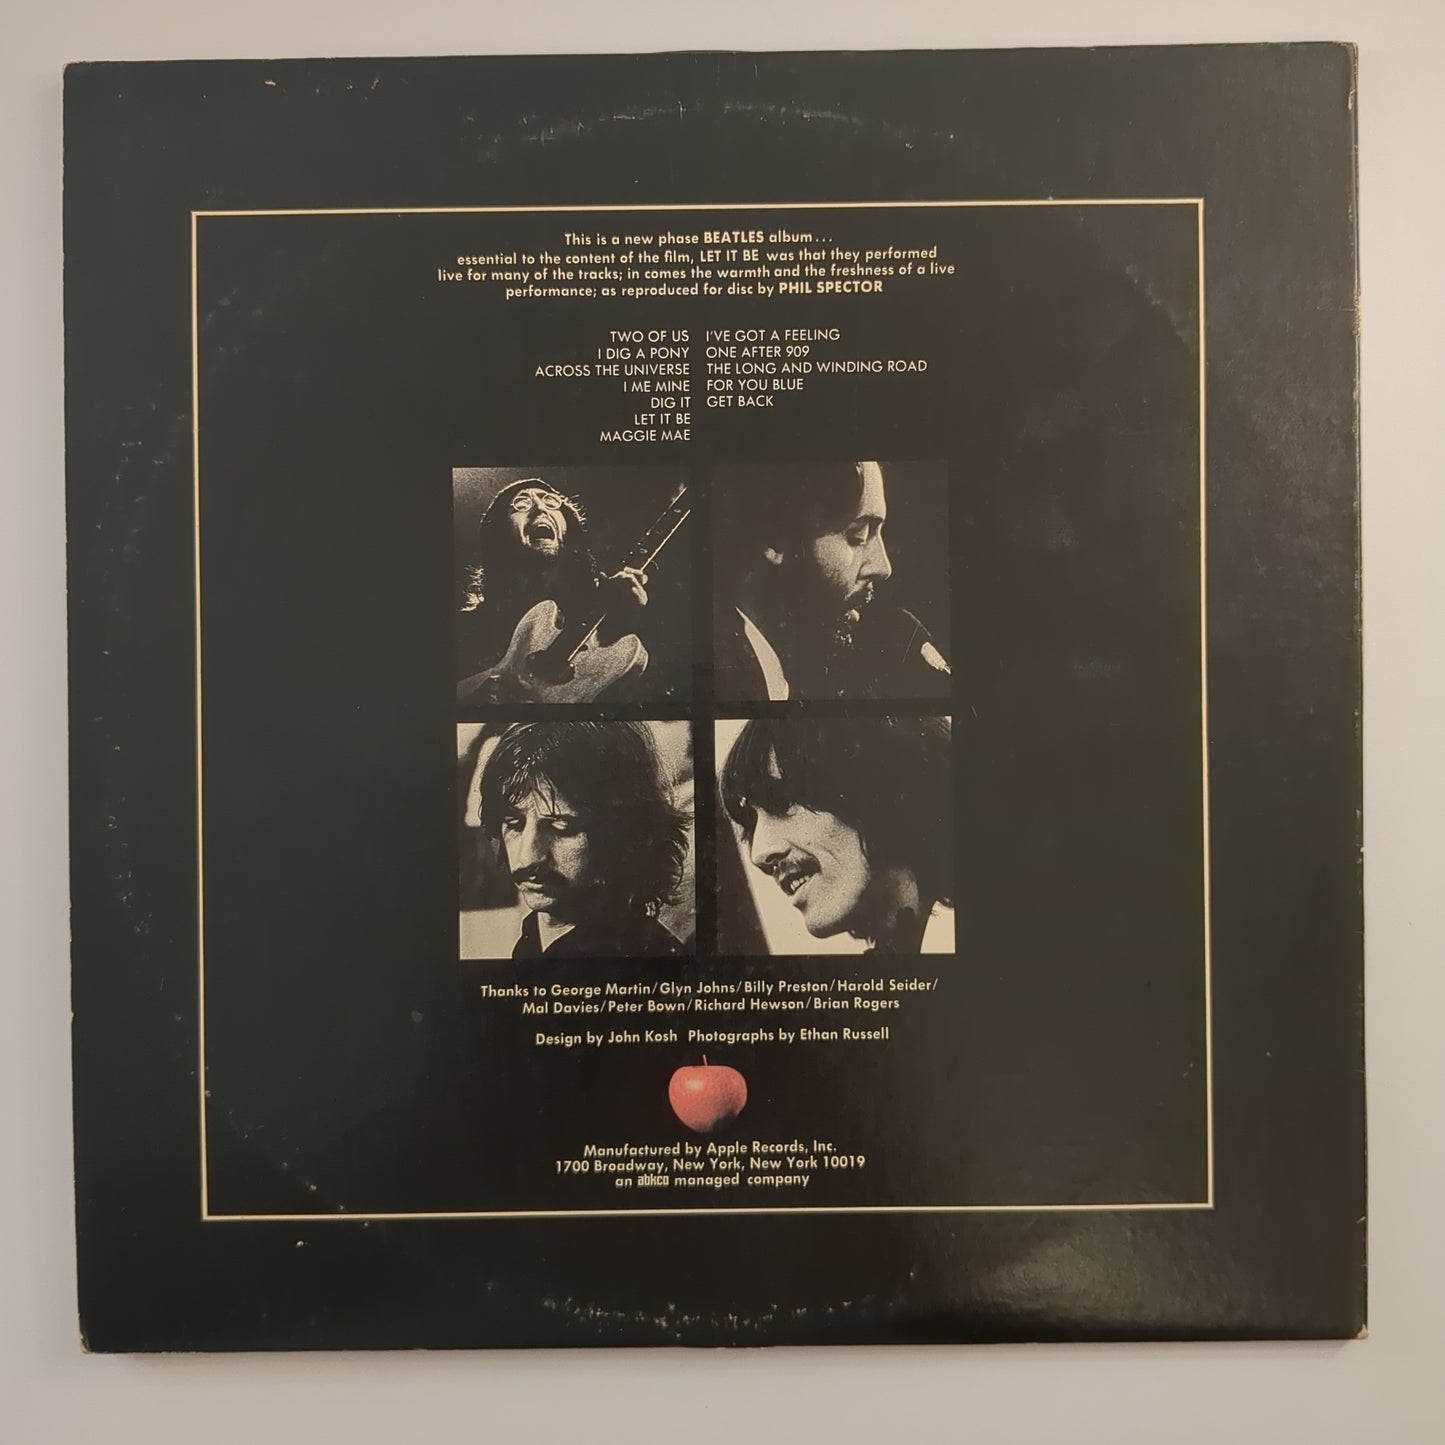 This is a new phase BEATLES album...
essential to the content of the film, LET IT BE was that they performed
live for many of the tracks; in comes the warmth and the freshness of a live
performance; as reproduced for disc by PHIL SPECTOR
TWO OF US
I DIG A PONY
ACROSS THE UNIVERSE
I ME MINE
DIG IT
LET IT BE
MAGGIE MAE
I'VE GOT A FEELING
ONE AFTER 909
THE LONG AND WINDING ROAD
FOR YOU BLUE
GET BACK
Thanks to George Martin/Glyn Johns/Billy Preston/Harold Seider/
Mal Davies/Peter Bown/Richard Hewson/Brian Rogers
Design by John Kosh Photographs by Ethan Russell
Manufactured by Apple Records, Inc.
1700 Broadway, New York, New York 10019
an abkco managed company